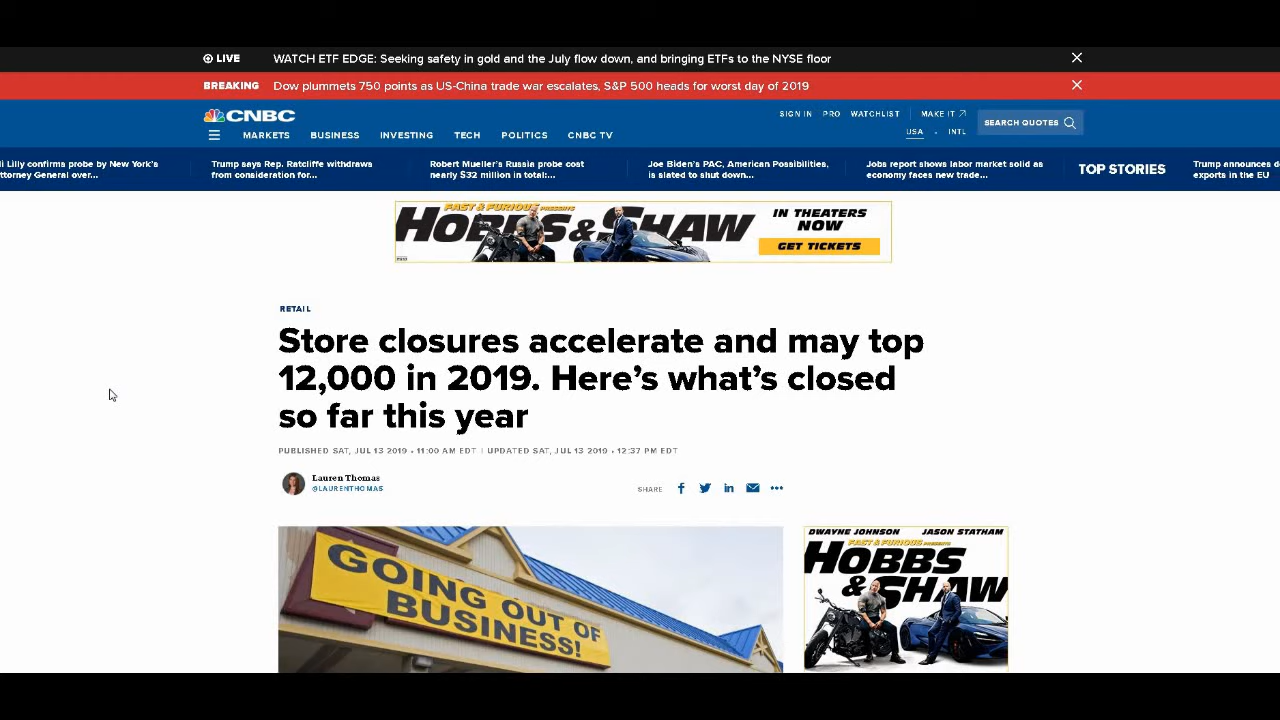 LIVE
WATCH ETF EDGE: Seeking safety in gold and the July flow down, and bringing ETFs to the NYSE floor
BREAKING
Dow plummets 750 points as US-China trade war escalates, S&P 500 heads for worst day of 2019
CNBC
SIGN IN PRO WATCHLIST MAKE IT
USA · INTL
SEARCH QUOTES
MARKETS BUSINESS INVESTING TECH POLITICS CNBC TV
i Lilly confirms probe by New York's
ttorney General over...
Trump says Rep. Ratcliffe withdraws
from consideration for...
Robert Mueller's Russia probe cost
nearly $32 million in total:...
Joe Biden's PAC, American Possibilities,
is slated to shut down...
Jobs report shows labor market solid as
economy faces new trade...
TOP STORIES
Trump announces d
exports in the EU
FAST & FURIOUS PRESENTS
HOBBS & SHAW
IN THEATERS
NOW
GET TICKETS
RETAIL
Store closures accelerate and may top
12,000 in 2019. Here's what's closed
so far this year
PUBLISHED SAT, JUL 13 2019 • 11:00 AM EDT | UPDATED SAT, JUL 13 2019 • 12:37 PM EDT
Lauren Thomas
@LAURENTHOMAS
SHARE
GOING OUT OF
BUSINESS!
DWAYNE JOHNSON JASON STATHAM
FAST & FURIOUS PRESENTS
HOBBS
& SHAW